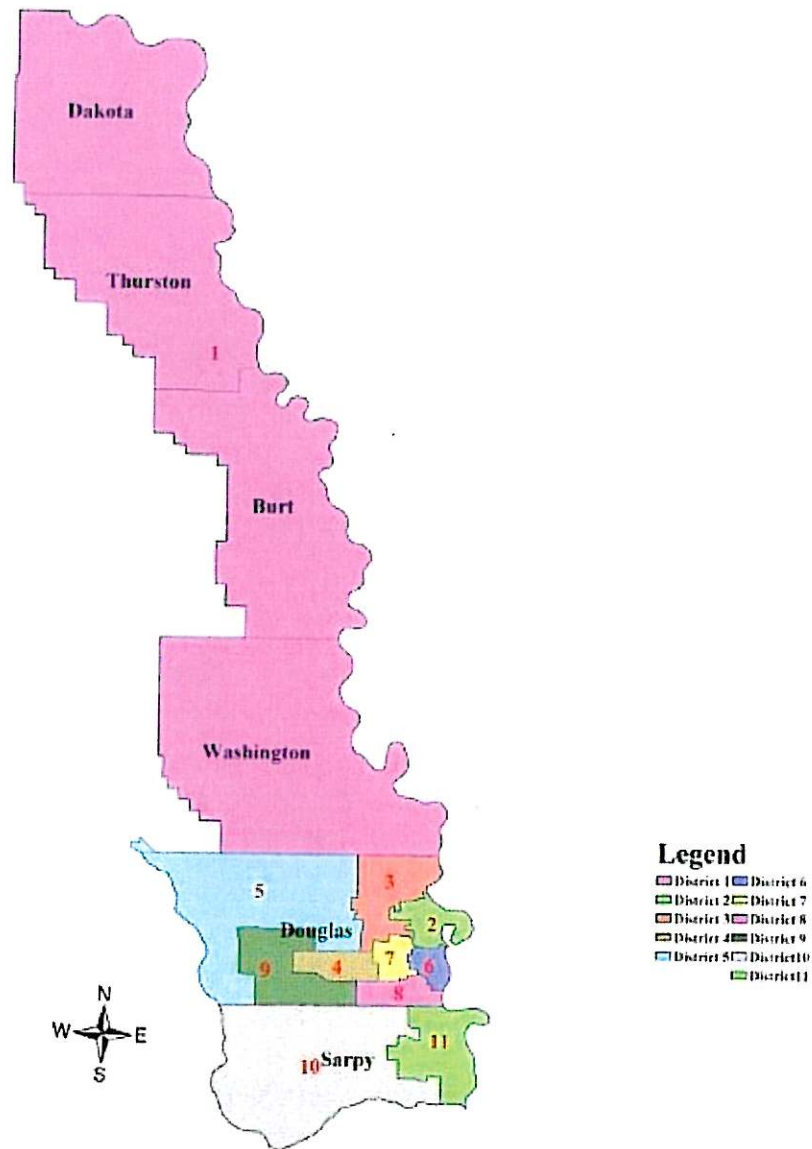 Dakota
Thurston
1
Burt
Washington
5
3
2
Douglas
9
4
7
6
8
11
10 Sarpy
N
W E
S
Legend
District 1 District 6
District 2 District 7
District 3 District 8
District 4 District 9
District 5 District10
District11